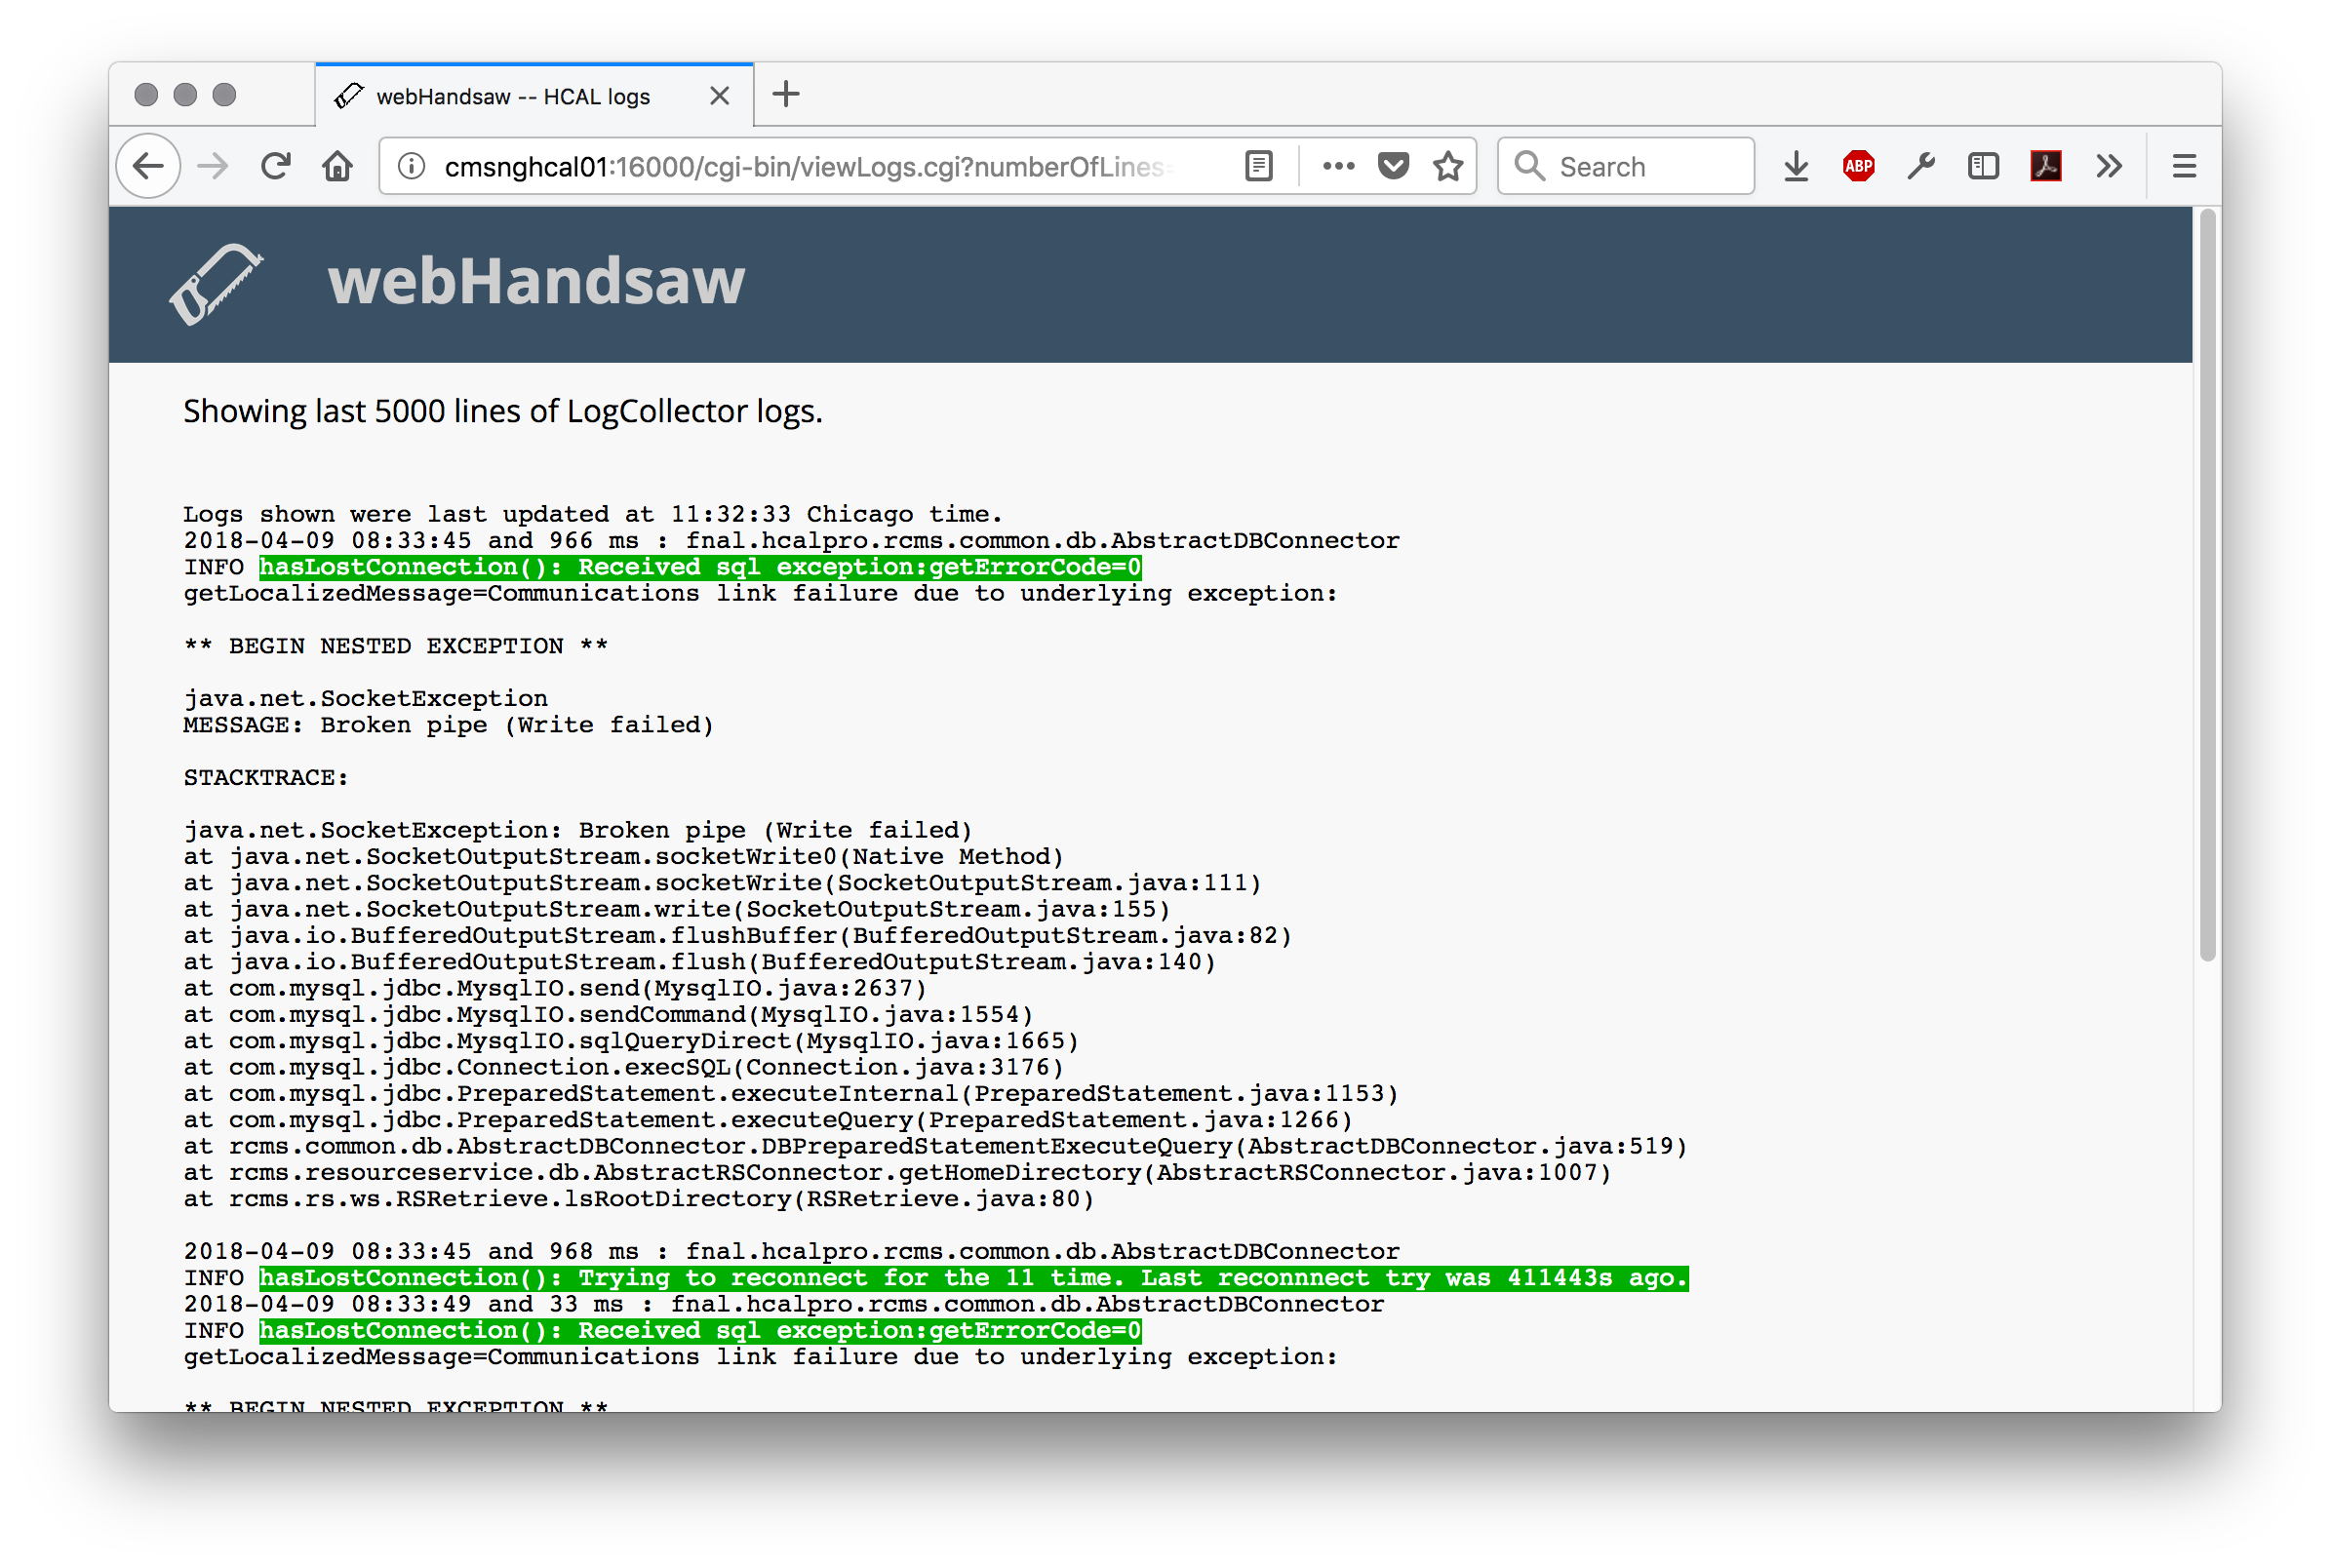 webHandsaw -- HCAL logs
cmsnghcal01:16000/cgi-bin/viewLogs.cgi?numberOfLines=
Search
ABP
webHandsaw
Showing last 5000 lines of LogCollector logs.
Logs shown were last updated at 11:32:33 Chicago time.
2018-04-09 08:33:45 and 966 ms : fnal.hcalpro.rcms.common.db.AbstractDBConnector
INFO hasLostConnection(): Received sql exception:getErrorCode=0
getLocalizedMessage=Communications link failure due to underlying exception:
** BEGIN NESTED EXCEPTION **
java.net.SocketException
MESSAGE: Broken pipe (Write failed)
STACKTRACE:
java.net.SocketException: Broken pipe (Write failed)
at java.net.SocketOutputStream.socketWrite0(Native Method)
at java.net.SocketOutputStream.socketWrite(SocketOutputStream.java:111)
at java.net.SocketOutputStream.write(SocketOutputStream.java:155)
at java.io.BufferedOutputStream.flushBuffer(BufferedOutputStream.java:82)
at java.io.BufferedOutputStream.flush(BufferedOutputStream.java:140)
at com.mysql.jdbc.MysqlIO.send(MysqlIO.java:2637)
at com.mysql.jdbc.MysqlIO.sendCommand(MysqlIO.java:1554)
at com.mysql.jdbc.MysqlIO.sqlQueryDirect(MysqlIO.java:1665)
at com.mysql.jdbc.Connection.execSQL(Connection.java:3176)
at com.mysql.jdbc.PreparedStatement.executeInternal(PreparedStatement.java:1153)
at com.mysql.jdbc.PreparedStatement.executeQuery(PreparedStatement.java:1266)
at rcms.common.db.AbstractDBConnector.DBPreparedStatementExecuteQuery(AbstractDBConnector.java:519)
at rcms.resourceservice.db.AbstractRSConnector.getHomeDirectory(AbstractRSConnector.java:1007)
at rcms.rs.ws.RSRetrieve.lsRootDirectory(RSRetrieve.java:80)
2018-04-09 08:33:45 and 968 ms : fnal.hcalpro.rcms.common.db.AbstractDBConnector
INFO hasLostConnection(): Trying to reconnect for the 11 time. Last reconnnect try was 411443s ago.
2018-04-09 08:33:49 and 33 ms : fnal.hcalpro.rcms.common.db.AbstractDBConnector
INFO hasLostConnection(): Received sql exception:getErrorCode=0
getLocalizedMessage=Communications link failure due to underlying exception:
** BEGIN NESTED EXCEPTION **